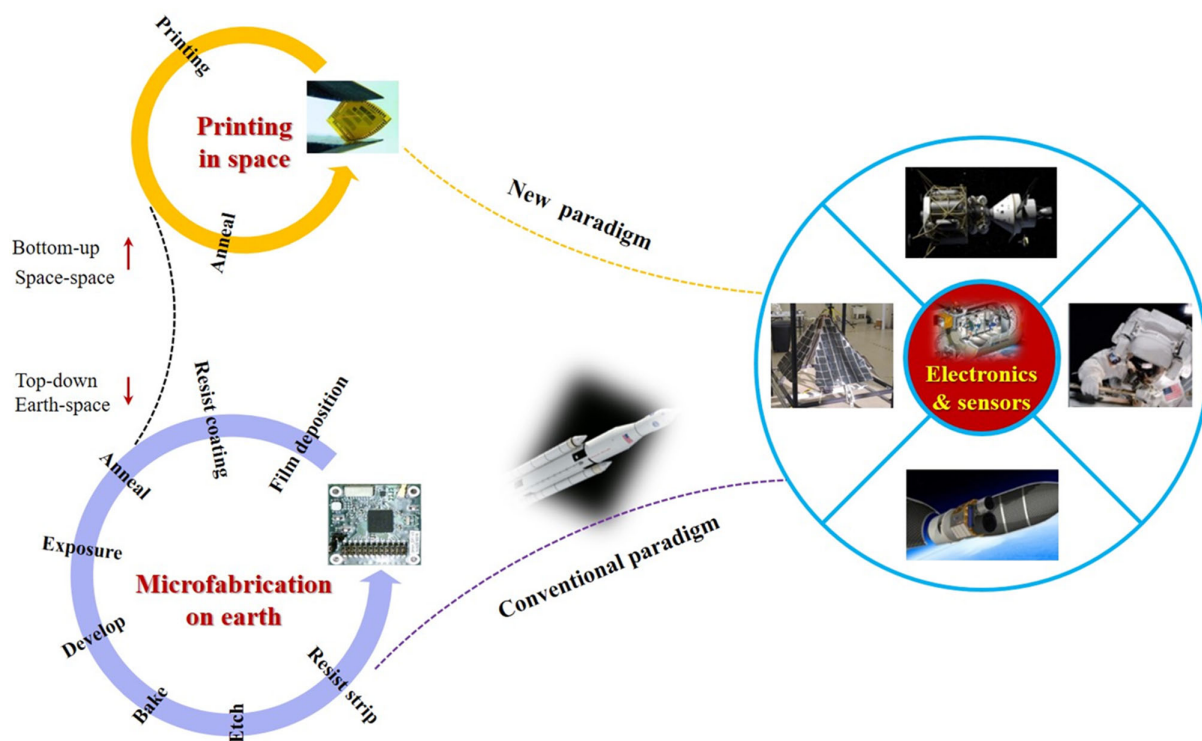 Printing
Printing
in space
Anneal
New paradigm
Bottom-up
Space-space
Top-down
Earth-space
Film deposition
Resist coating
Anneal
Exposure
Develop
Bake
Etch
Resist strip
Microfabrication
on earth
Conventional paradigm
Electronics
& sensors